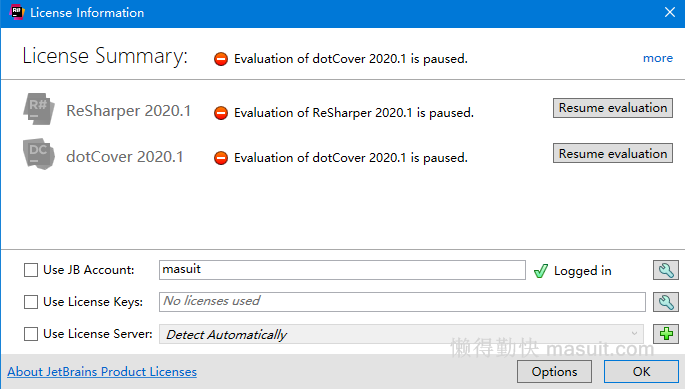 License Information
License Summary: Evaluation of dotCover 2020.1 is paused. more
R# ReSharper 2020.1 Evaluation of ReSharper 2020.1 is paused. Resume evaluation
DC dotCover 2020.1 Evaluation of dotCover 2020.1 is paused. Resume evaluation
Use JB Account: masuit Logged in
Use License Keys: No licenses used
Use License Server: Detect Automatically
懒得勤快 masuit.com
About JetBrains Product Licenses Options OK